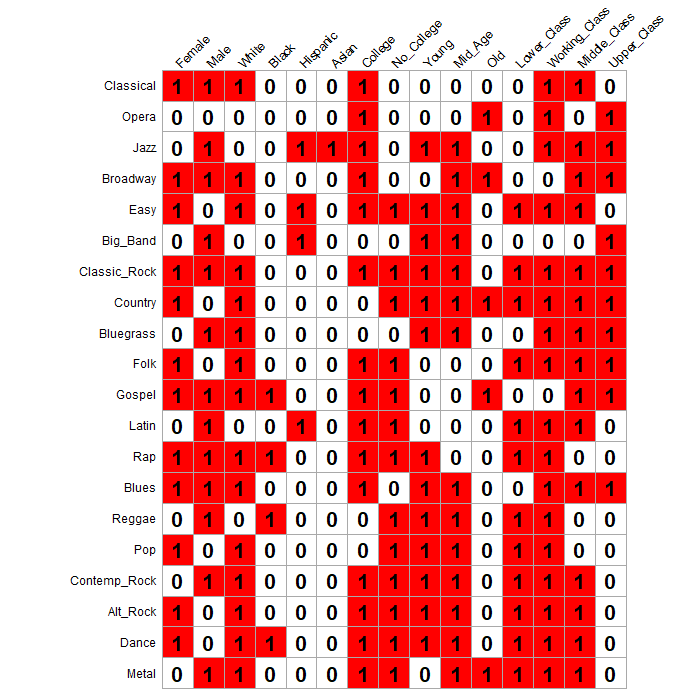 Female Male White Black Hispanic Asian College No_College Young Mid_Age Old Lower_Class Working_Class Middle_Class Upper_Class
Classical 1 1 1 0 0 0 1 0 0 0 0 0 1 1 0
Opera 0 0 0 0 0 0 1 0 0 0 1 0 1 0 1
Jazz 0 1 0 0 1 1 1 0 1 1 0 0 1 1 1
Broadway 1 1 1 0 0 0 1 0 0 1 1 0 0 1 1
Easy 1 0 1 0 1 0 1 1 1 1 0 1 1 1 0
Big_Band 0 1 0 0 1 0 0 0 1 1 0 0 0 0 1
Classic_Rock 1 1 1 0 0 0 1 1 1 1 0 1 1 1 1
Country 1 0 1 0 0 0 0 1 1 1 1 1 1 1 1
Bluegrass 0 1 1 0 0 0 0 0 1 1 0 0 1 1 1
Folk 1 0 1 0 0 0 1 1 0 0 0 1 1 1 1
Gospel 1 1 1 1 0 0 1 1 0 0 1 0 0 1 1
Latin 0 1 0 0 1 0 1 1 0 0 0 1 1 1 0
Rap 1 1 1 1 0 0 1 1 1 0 0 1 1 0 0
Blues 1 1 1 0 0 0 1 0 1 1 0 0 1 1 1
Reggae 0 1 0 1 0 0 0 1 1 1 0 1 1 0 0
Pop 1 0 1 0 0 0 0 1 1 1 0 1 1 0 0
Contemp_Rock 0 1 1 0 0 0 1 1 1 1 0 1 1 1 0
Alt_Rock 1 0 1 0 0 0 1 1 1 1 0 1 1 1 0
Dance 1 0 1 1 0 0 1 1 1 1 0 1 1 1 0
Metal 0 1 1 0 0 0 1 1 0 1 1 1 1 1 0